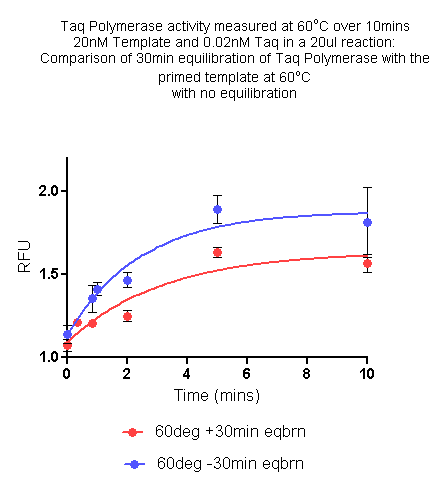 Taq Polymerase activity measured at 60°C over 10mins
20nM Template and 0.02nM Taq in a 20ul reaction:
Comparison of 30min equilibration of Taq Polymerase with the
primed template at 60°C
with no equilibration
2.0
1.5
1.0
RFU
0 2 4 6 8 10
Time (mins)
60deg +30min eqbrn
60deg -30min eqbrn